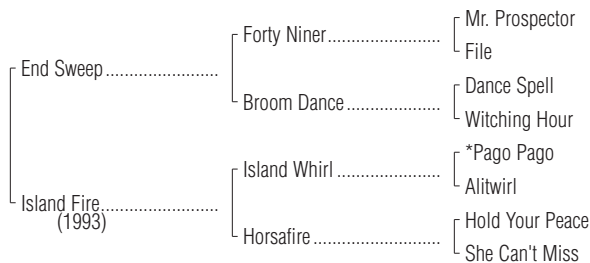 Mr. Prospector
Forty Niner
File
End Sweep
Dance Spell
Broom Dance
Witching Hour
*Pago Pago
Island Whirl
Alitwirl
Island Fire
(1993)
Hold Your Peace
Horsafire
She Can't Miss